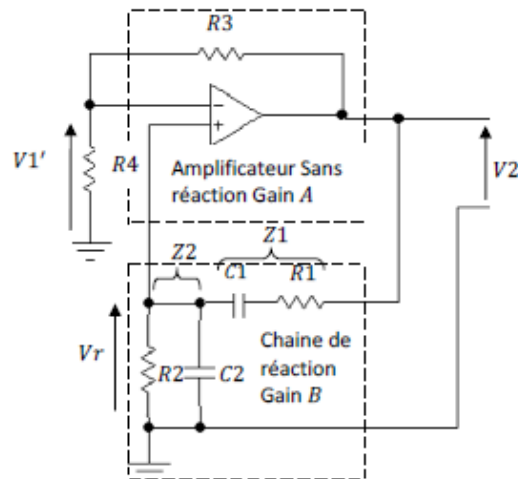 R3
−
+
V1′
R4
Amplificateur Sans
réaction Gain A
V2
Z1
Z2
C1
R1
Vr
R2
C2
Chaine de
réaction
Gain B